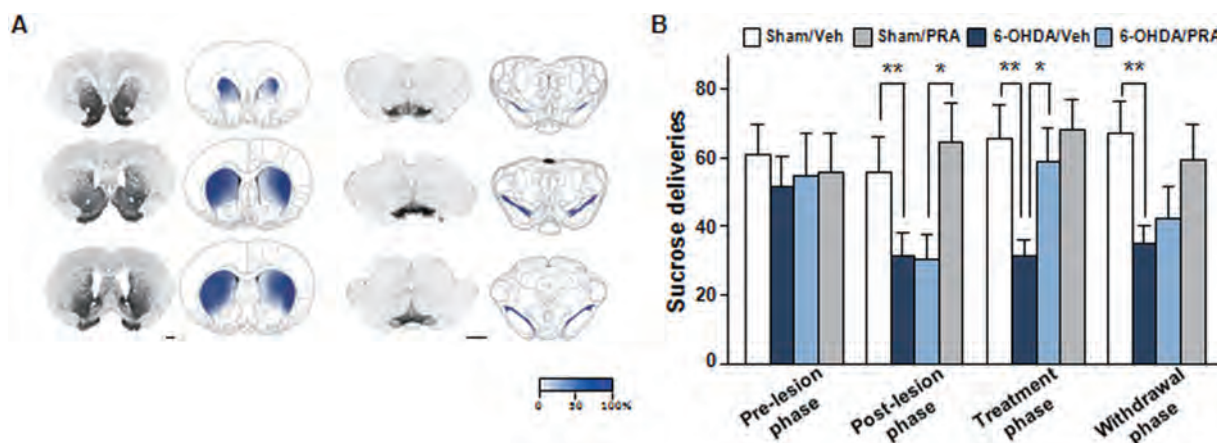 A
0 50 100%
B
Sham/Veh Sham/PRA 6-OHDA/Veh 6-OHDA/PRA
** * ** * **
Sucrose deliveries
80
60
40
20
0
Pre-lesion
phase
Post-lesion
phase
Treatment
phase
Withdrawal
phase